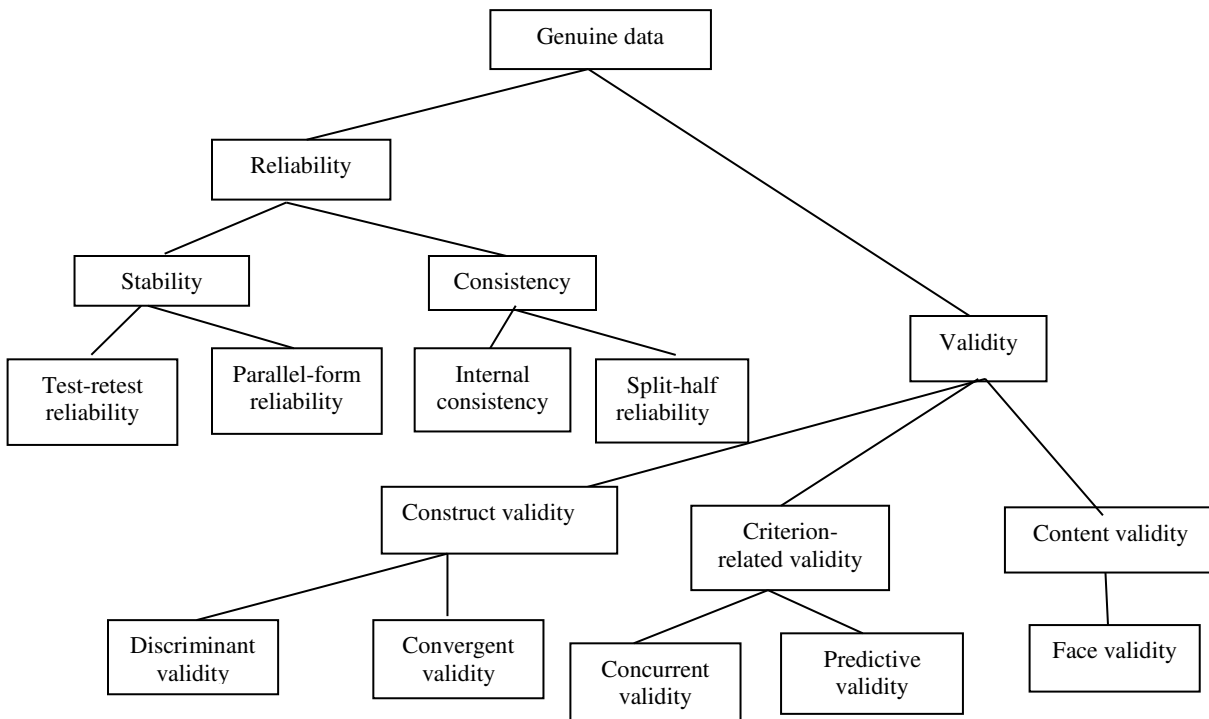 Genuine data
Reliability
Stability
Consistency
Validity
Test-retest
reliability
Parallel-form
reliability
Internal
consistency
Split-half
reliability
Construct validity
Criterion-
related validity
Content validity
Discriminant
validity
Convergent
validity
Concurrent
validity
Predictive
validity
Face validity